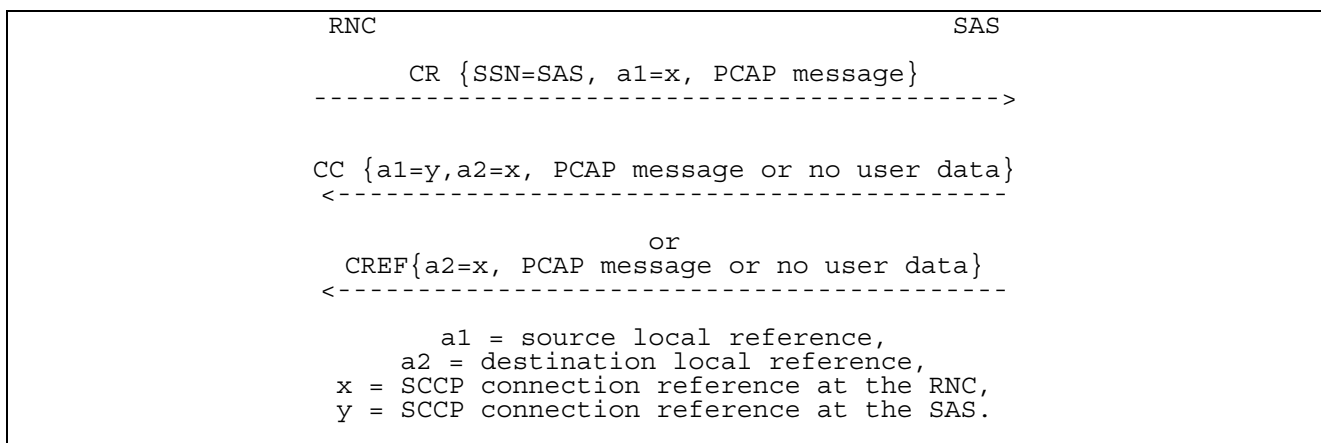 RNC SAS
CR {SSN=SAS, a1=x, PCAP message}
------------------------------------------->
CC {a1=y,a2=x, PCAP message or no user data}
<------------------------------------------
or
CREF{a2=x, PCAP message or no user data}
<------------------------------------------
a1 = source local reference,
a2 = destination local reference,
x = SCCP connection reference at the RNC,
y = SCCP connection reference at the SAS.